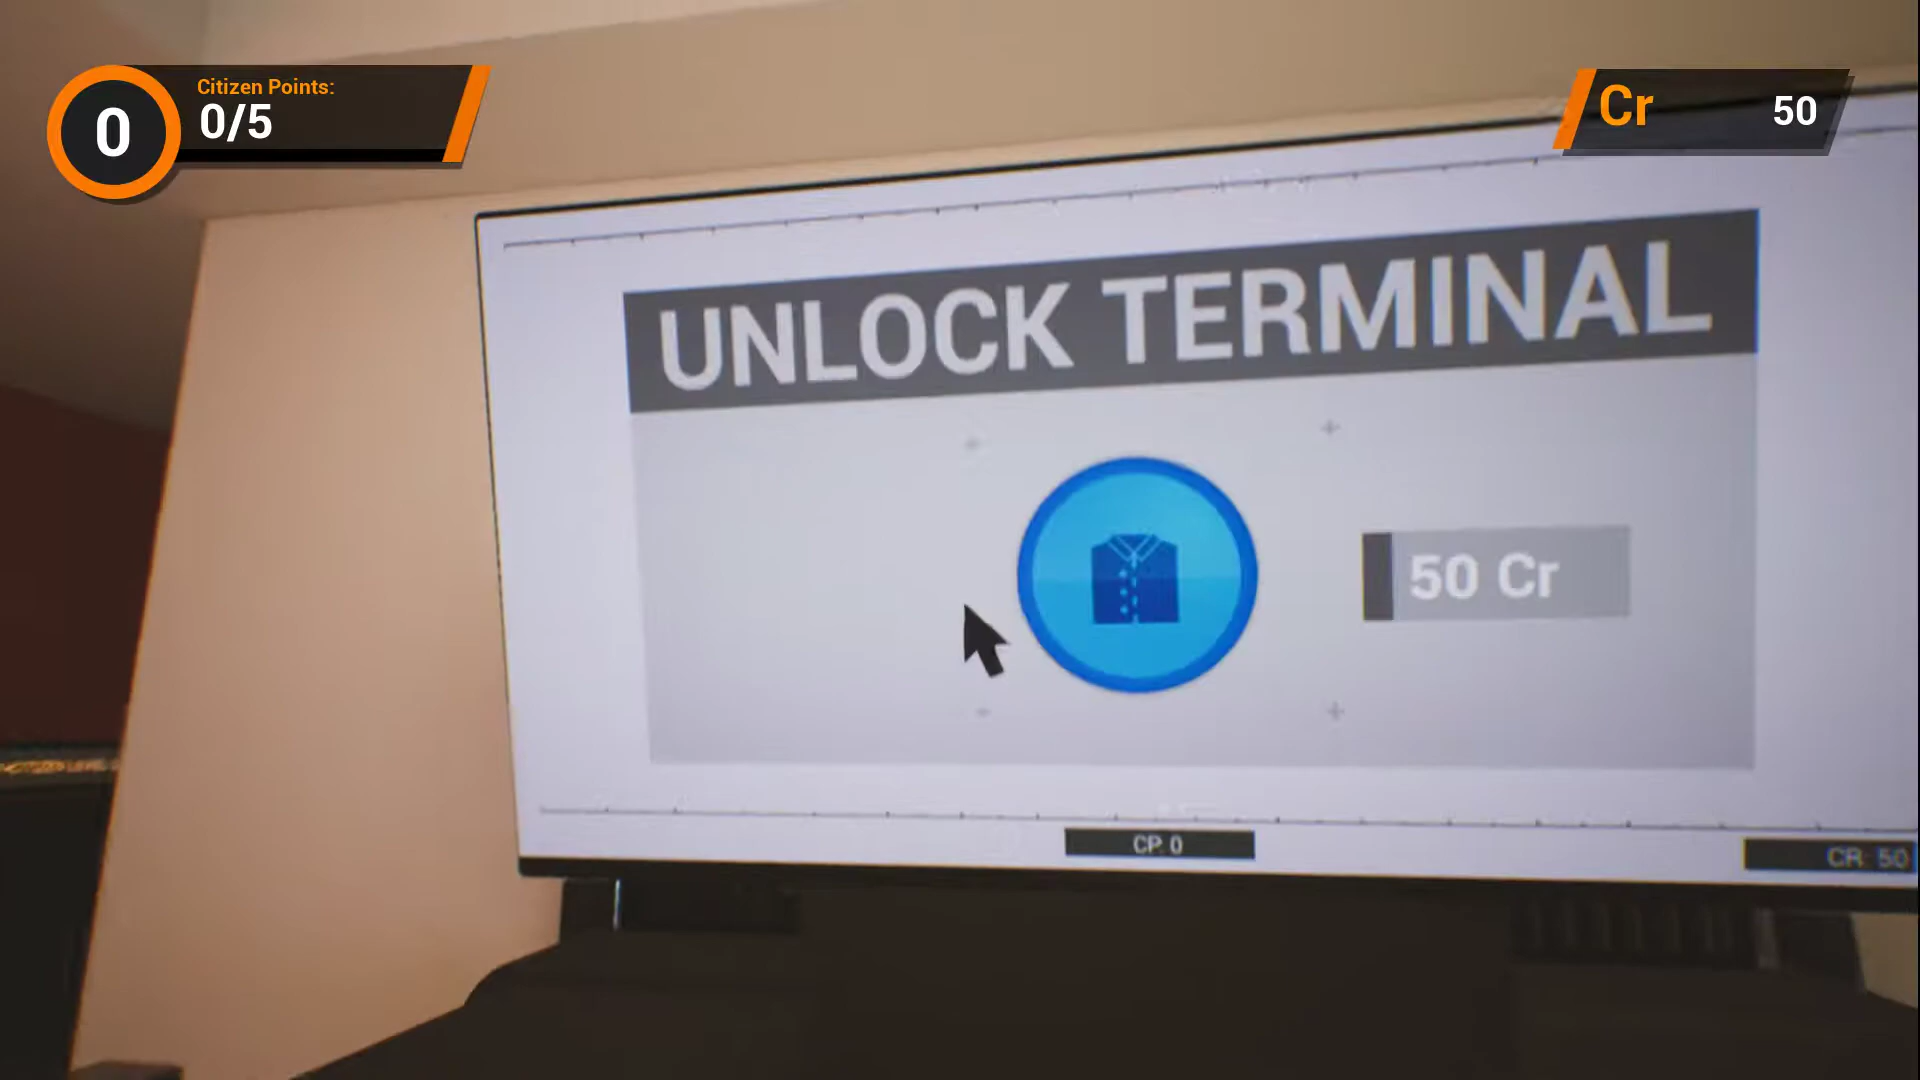 0
Citizen Points:
0/5
Cr 50
UNLOCK TERMINAL
50 Cr
CP: 0
CR: 50